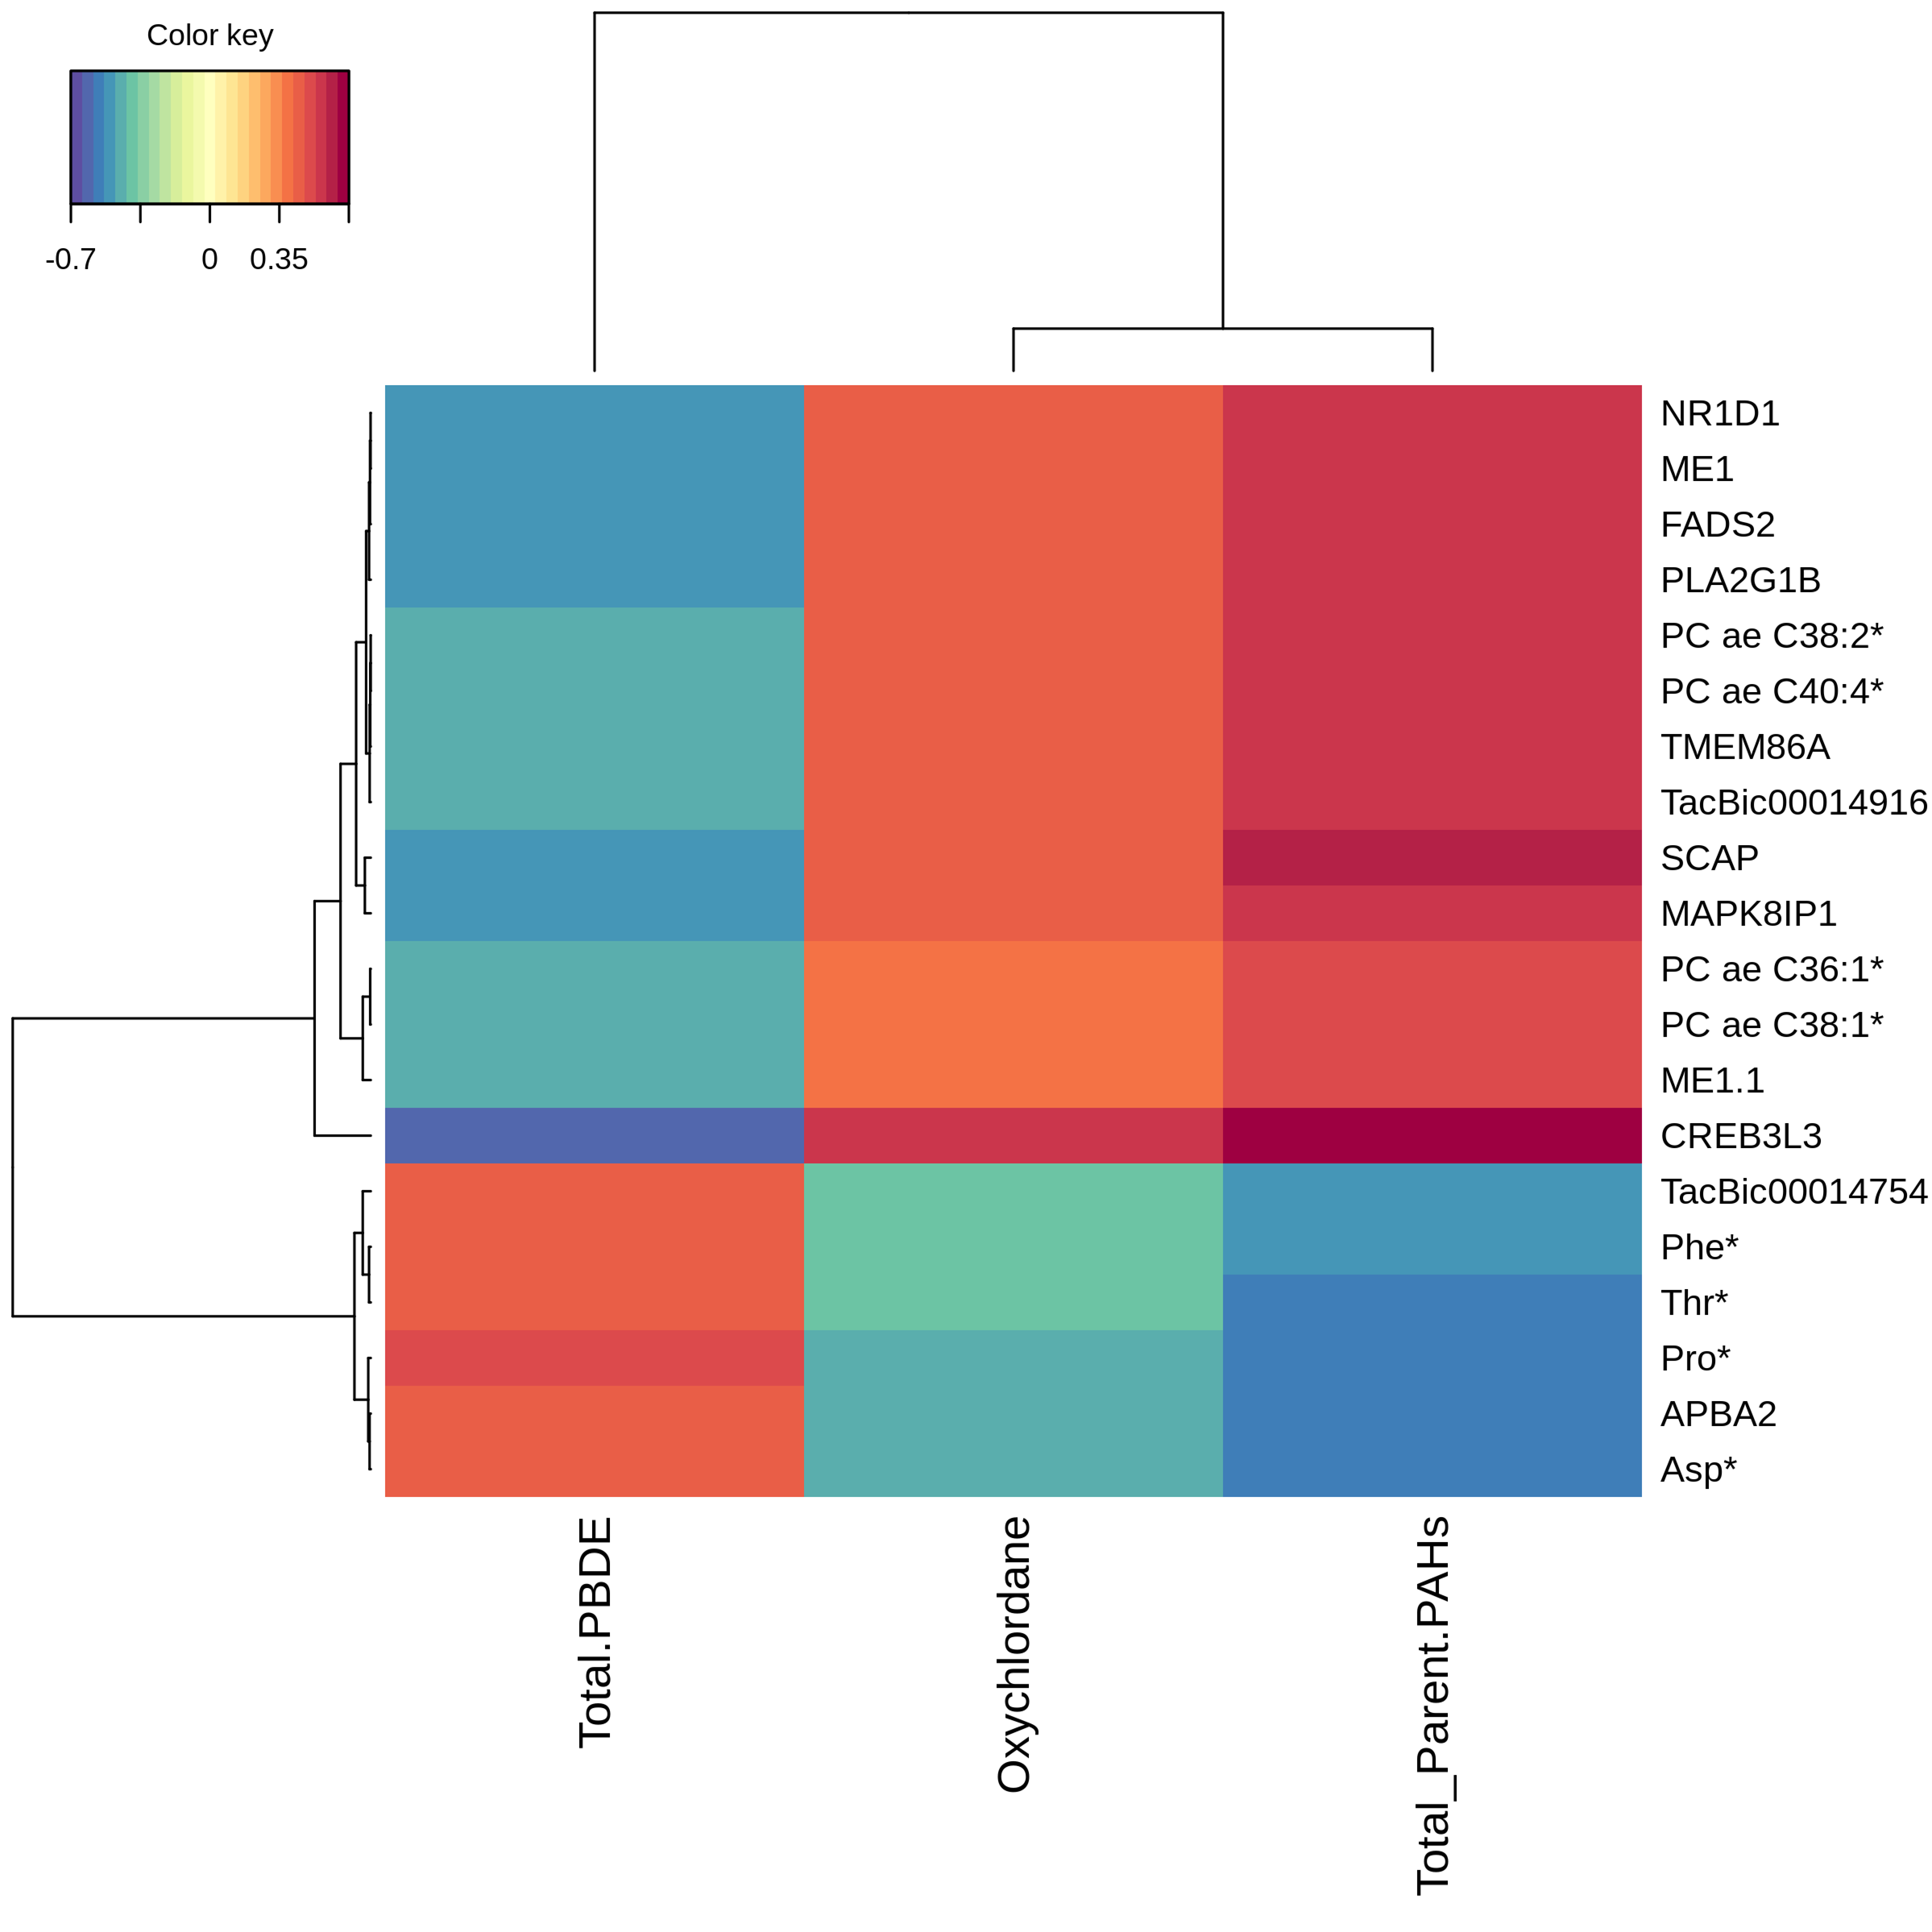 Color key
-0.7 0 0.35
NR1D1
ME1
FADS2
PLA2G1B
PC ae C38:2*
PC ae C40:4*
TMEM86A
TacBic00014916
SCAP
MAPK8IP1
PC ae C36:1*
PC ae C38:1*
ME1.1
CREB3L3
TacBic00014754
Phe*
Thr*
Pro*
APBA2
Asp*
Total.PBDE
Oxychlordane
Total_Parent.PAHs